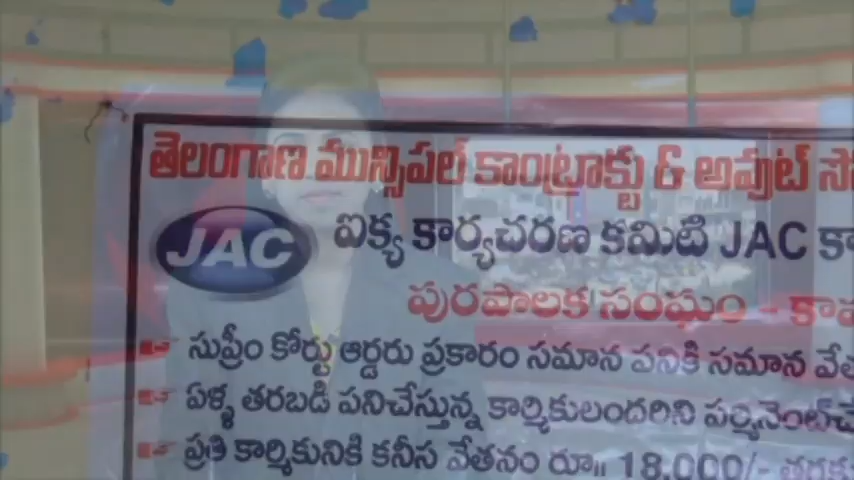 తెలంగాణ మున్సిపల్ కాంట్రాక్టు & అవుట్
JAC
ఐక్య కార్యచరణ కమిటి JAC
పురపాలక సంఘం -
సుప్రీం కోర్టు ఆర్డరు ప్రకారం సమాన పనికి సమాన
ఏళ్ళ తరబడి పనిచేస్తున్న కార్మికులందరిని
ప్రతి కార్మికునికి కనీస వేతనం రూ॥ 18,000/-